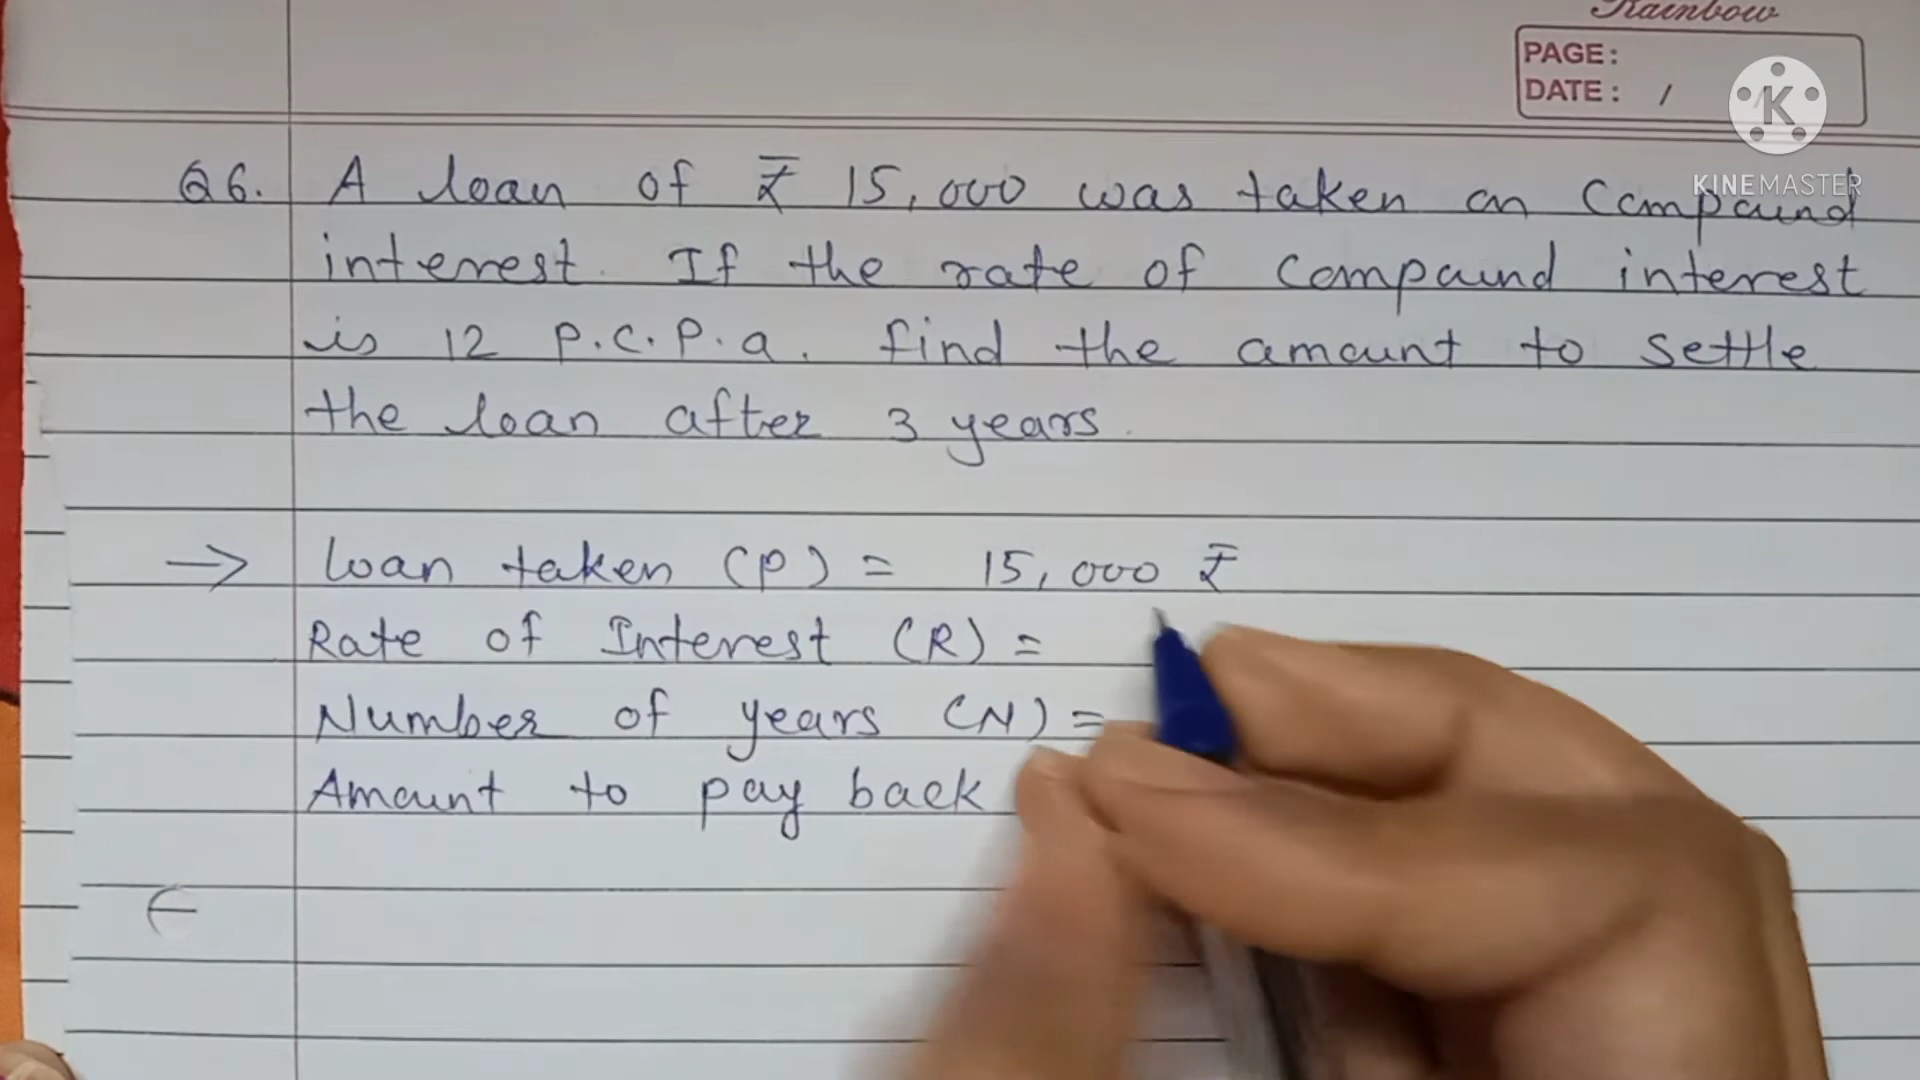 Rainbow
PAGE:
DATE: /
K
KINEMASTER
Q6. A loan of ₹ 15,000 was taken on Compound
interest. If the rate of compound interest
is 12 P.C.P.a. find the amount to settle
the loan after 3 years.
→ Loan taken (P) = 15,000 ₹
Rate of Interest (R) =
Number of years (N) =
Amount to pay back